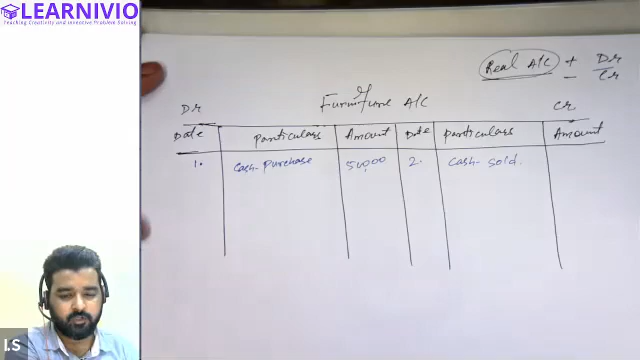 LEARNIVIO
Teaching Creativity and Inventive Problem Solving
Real A/C + Dr
- Cr
Dr Furniture A/C Cr
Date Particulars Amount Date Particulars Amount
1. Cash - Purchase 50,000 2. Cash - Sold.
I.S